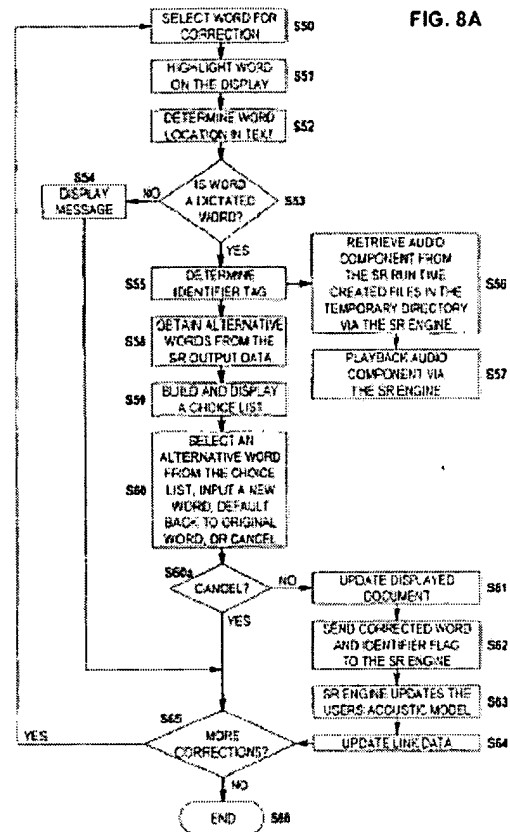 FIG. 8A
SELECT WORD FOR
CORRECTION
S50
HIGHLIGHT WORD
ON THE DISPLAY
S51
DETERMINE WORD
LOCATION IN TEXT
S52
IS WORD
A DICTATED
WORD?
S53
NO
S54
DISPLAY
MESSAGE
YES
S55
DETERMINE
IDENTIFIER TAG
RETRIEVE AUDIO
COMPONENT FROM
THE SR RUN TIME
CREATED FILES IN THE
TEMPORARY DIRECTORY
VIA THE SR ENGINE
S56
PLAYBACK AUDIO
COMPONENT VIA
THE SR ENGINE
S57
S58
OBTAIN ALTERNATIVE
WORDS FROM THE
SR OUTPUT DATA
S59
BUILD AND DISPLAY
A CHOICE LIST
S60
SELECT AN
ALTERNATIVE WORD
FROM THE CHOICE
LIST, INPUT A NEW
WORD, DEFAULT
BACK TO ORIGINAL
WORD, OR CANCEL
S60a
CANCEL?
NO
YES
UPDATE DISPLAYED
DOCUMENT
S61
SEND CORRECTED WORD
AND IDENTIFIER FLAG
TO THE SR ENGINE
S62
SR ENGINE UPDATES THE
USERS ACOUSTIC MODEL
S63
UPDATE LINK DATA
S64
S65
MORE
CORRECTIONS?
YES
NO
END
S66